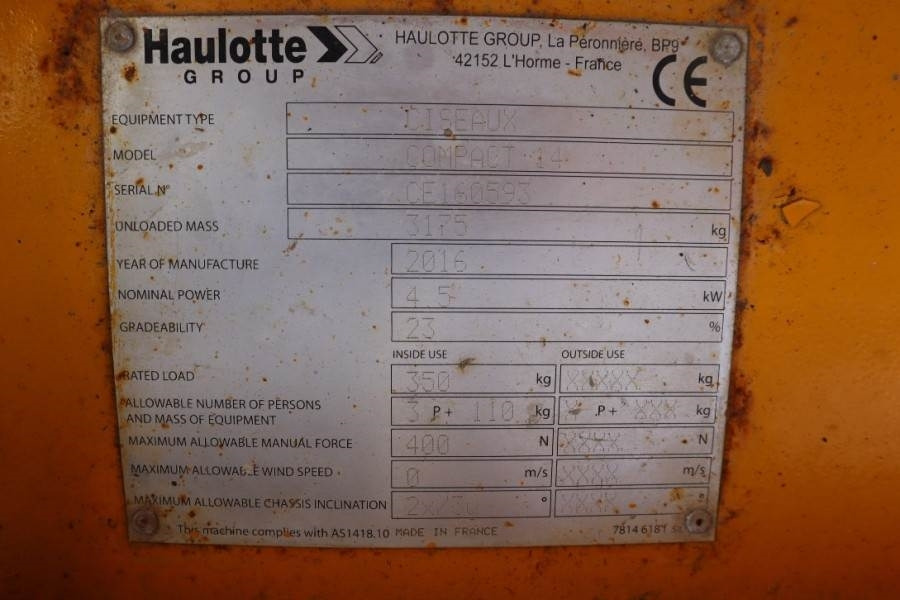 Haulotte
GROUP
HAULOTTE GROUP, La Péronnière, BP9
42152 L'Horme - France
CE
EQUIPMENT TYPE CISEAUX
MODEL COMPACT 14
SERIAL N° CE160593
UNLOADED MASS 3175 kg
YEAR OF MANUFACTURE 2016
NOMINAL POWER 4.5 kW
GRADEABILITY 23 %
INSIDE USE OUTSIDE USE
RATED LOAD 350 kg XXXXX kg
ALLOWABLE NUMBER OF PERSONS
AND MASS OF EQUIPMENT 3 P + 110 kg X P + XXX kg
MAXIMUM ALLOWABLE MANUAL FORCE 400 N XXXX N
MAXIMUM ALLOWABLE WIND SPEED 0 m/s XXXX m/s
MAXIMUM ALLOWABLE CHASSIS INCLINATION ° XXXX °
This machine complies with AS1418.10 MADE IN FRANCE